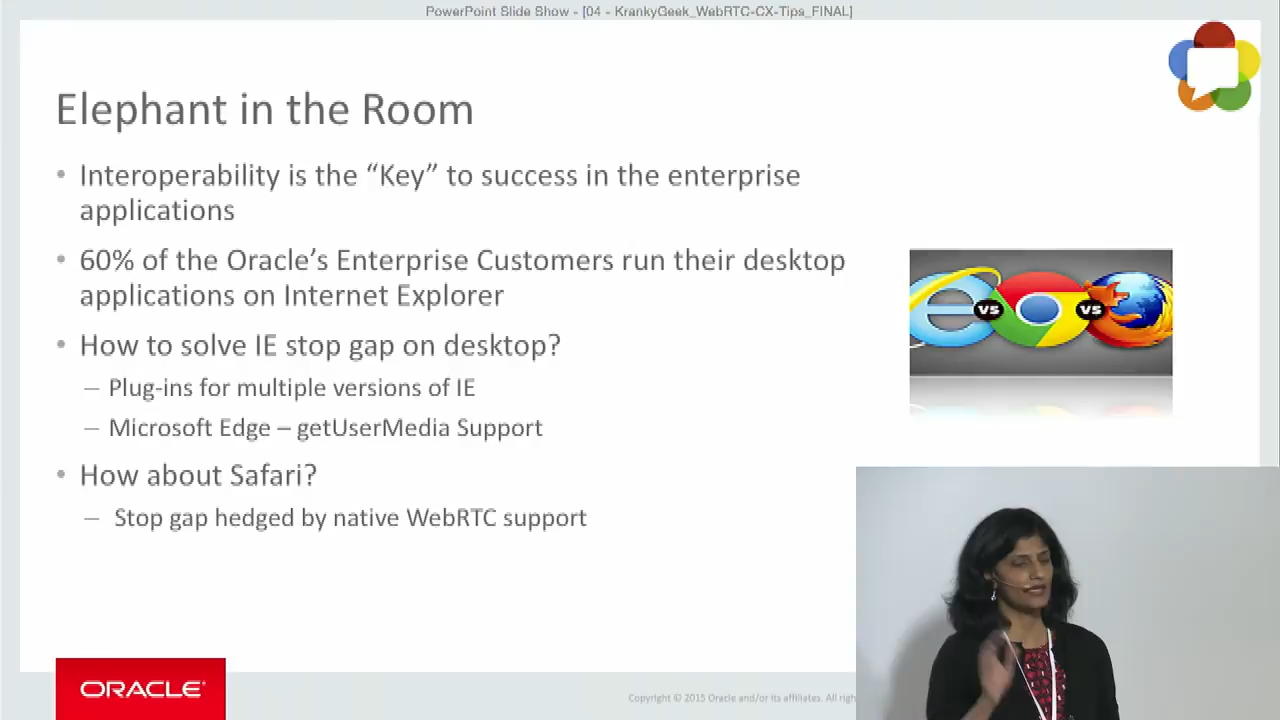 PowerPoint Slide Show - [04 - KrankyGeek_WebRTC-CX-Tips_FINAL]
Elephant in the Room
• Interoperability is the “Key” to success in the enterprise
applications
• 60% of the Oracle’s Enterprise Customers run their desktop
applications on Internet Explorer
• How to solve IE stop gap on desktop?
– Plug-ins for multiple versions of IE
– Microsoft Edge – getUserMedia Support
• How about Safari?
– Stop gap hedged by native WebRTC support
VS VS
ORACLE®
Copyright © 2015 Oracle and/or its affiliates. All